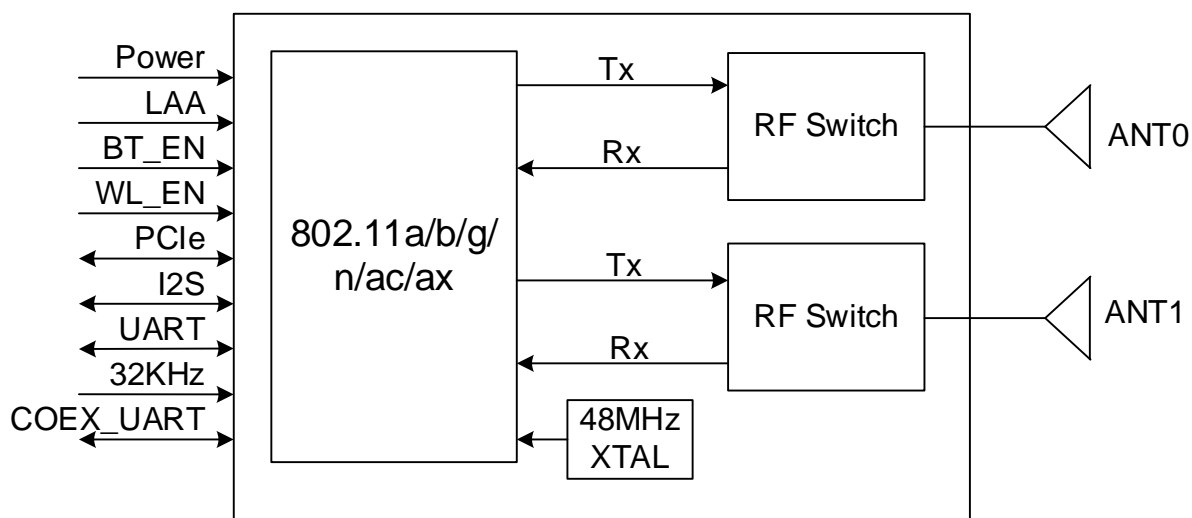 Power
LAA
BT_EN
WL_EN
PCIe
I2S
UART
32KHz
COEX_UART
802.11a/b/g/
n/ac/ax
Tx
Rx
RF Switch
ANT0
Tx
Rx
RF Switch
ANT1
48MHz
XTAL